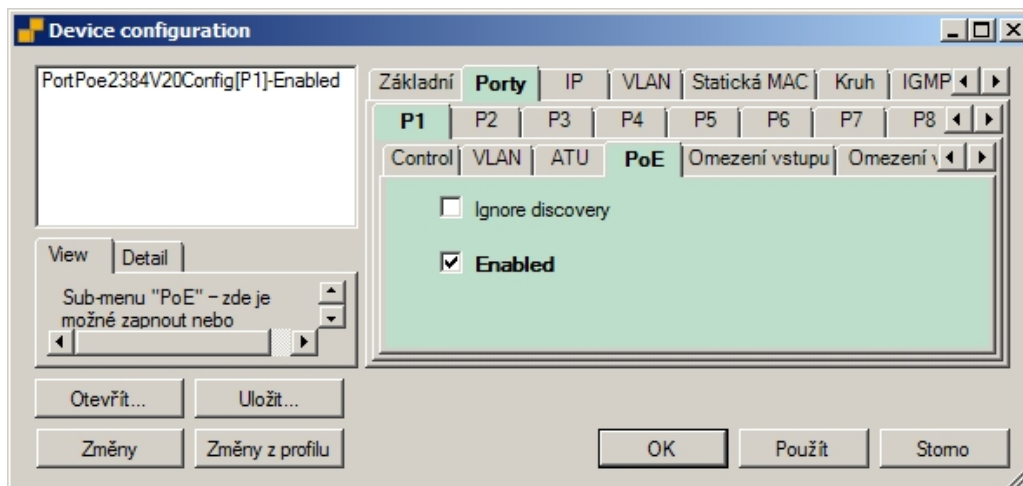 Device configuration
PortPoe2384V20Config[P1]-Enabled
Základní Porty IP VLAN Statická MAC Kruh IGMP
P1 P2 P3 P4 P5 P6 P7 P8
Control VLAN ATU PoE Omezení vstupu Omezení
Ignore discovery
Enabled
View Detail
Sub-menu "PoE" – zde je
možné zapnout nebo
Otevřít... Uložit...
Změny Změny z profilu
OK Použít Storno